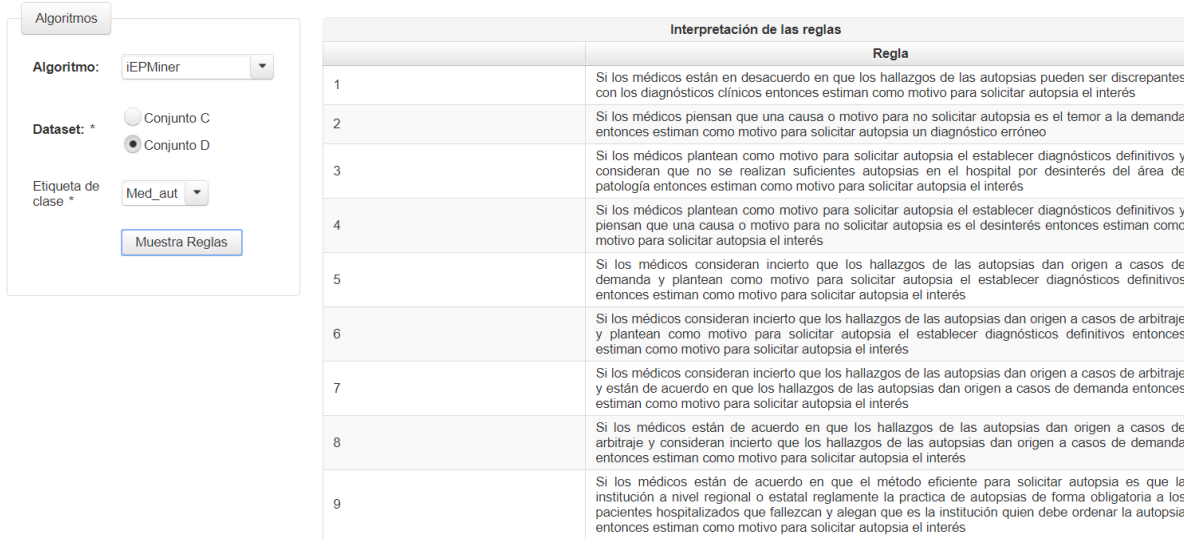 Algoritmos
Algoritmo: iEPMiner
Dataset: * Conjunto C
Conjunto D
Etiqueta de
clase * Med_aut
Muestra Reglas
Interpretación de las reglas
Regla
1
Si los médicos están en desacuerdo en que los hallazgos de las autopsias pueden ser discrepantes
con los diagnósticos clínicos entonces estiman como motivo para solicitar autopsia el interés
2
Si los médicos piensan que una causa o motivo para no solicitar autopsia es el temor a la demanda
entonces estiman como motivo para solicitar autopsia un diagnóstico erróneo
3
Si los médicos plantean como motivo para solicitar autopsia el establecer diagnósticos definitivos y
consideran que no se realizan suficientes autopsias en el hospital por desinterés del área de
patología entonces estiman como motivo para solicitar autopsia el interés
4
Si los médicos plantean como motivo para solicitar autopsia el establecer diagnósticos definitivos y
piensan que una causa o motivo para no solicitar autopsia es el desinterés entonces estiman como
motivo para solicitar autopsia el interés
5
Si los médicos consideran incierto que los hallazgos de las autopsias dan origen a casos de
demanda y plantean como motivo para solicitar autopsia el establecer diagnósticos definitivos
entonces estiman como motivo para solicitar autopsia el interés
6
Si los médicos consideran incierto que los hallazgos de las autopsias dan origen a casos de arbitraje
y plantean como motivo para solicitar autopsia el establecer diagnósticos definitivos entonces
estiman como motivo para solicitar autopsia el interés
7
Si los médicos consideran incierto que los hallazgos de las autopsias dan origen a casos de arbitraje
y están de acuerdo en que los hallazgos de las autopsias dan origen a casos de demanda entonces
estiman como motivo para solicitar autopsia el interés
8
Si los médicos están de acuerdo en que los hallazgos de las autopsias dan origen a casos de
arbitraje y consideran incierto que los hallazgos de las autopsias dan origen a casos de demanda
entonces estiman como motivo para solicitar autopsia el interés
9
Si los médicos están de acuerdo en que el método eficiente para solicitar autopsia es que la
institución a nivel regional o estatal reglamente la practica de autopsias de forma obligatoria a los
pacientes hospitalizados que fallezcan y alegan que es la institución quien debe ordenar la autopsia
entonces estiman como motivo para solicitar autopsia el interés